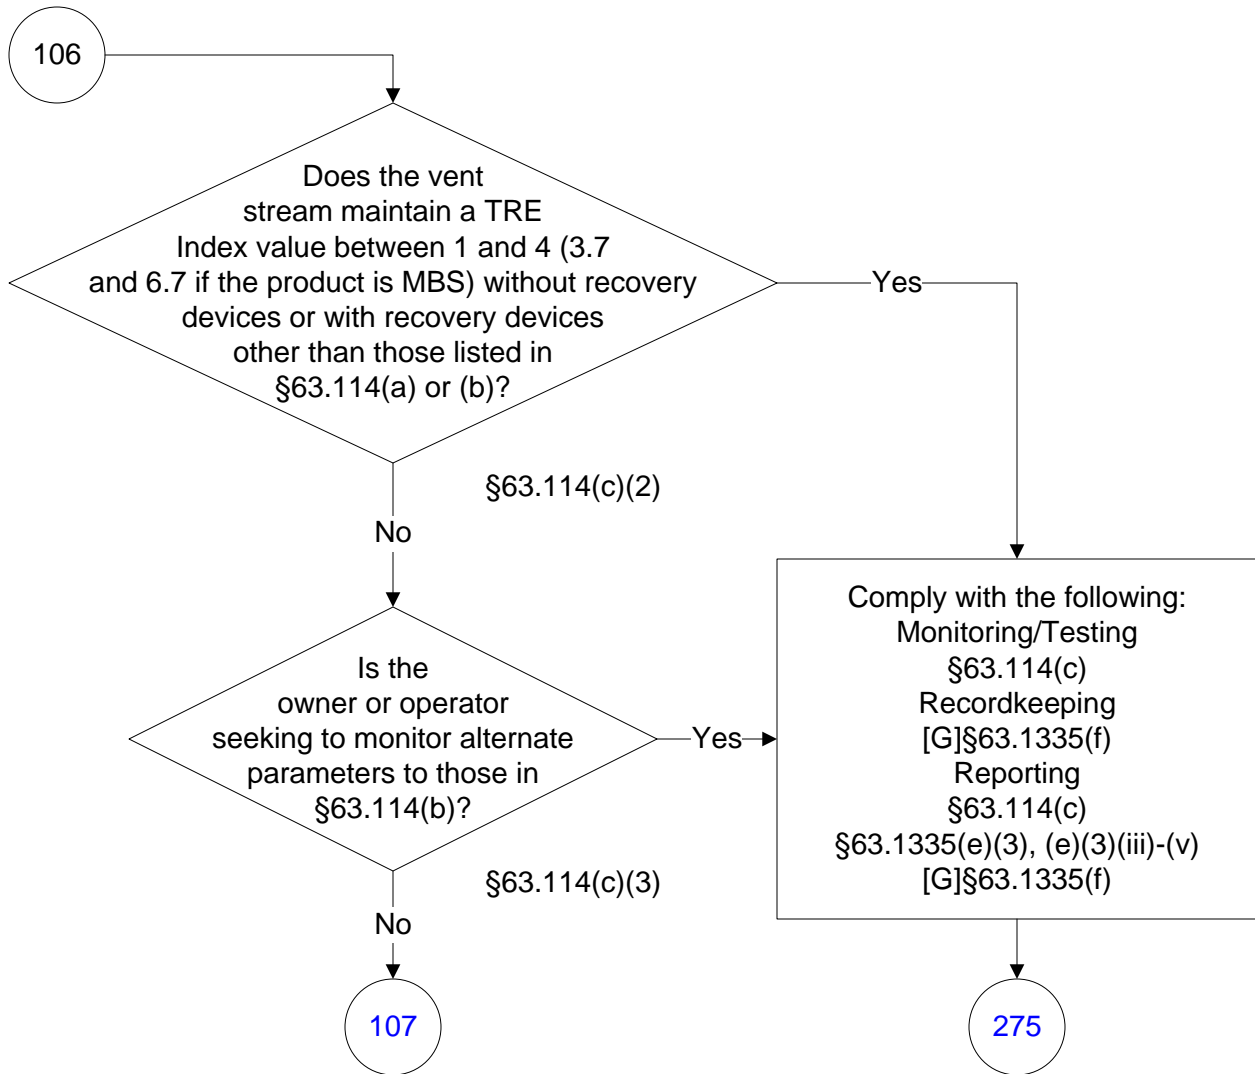 106
Does the vent
stream maintain a TRE
Index value between 1 and 4 (3.7
and 6.7 if the product is MBS) without recovery
devices or with recovery devices
other than those listed in
§63.114(a) or (b)?
Yes
§63.114(c)(2)
No
Is the
owner or operator
seeking to monitor alternate
parameters to those in
§63.114(b)?
Yes
§63.114(c)(3)
No
Comply with the following:
Monitoring/Testing
§63.114(c)
Recordkeeping
[G]§63.1335(f)
Reporting
§63.114(c)
§63.1335(e)(3), (e)(3)(iii)-(v)
[G]§63.1335(f)
107
275